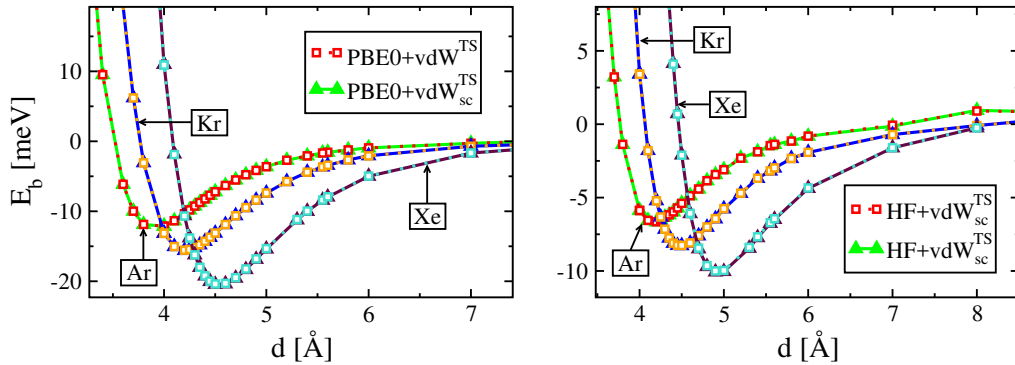 E_b [meV]
10
0
-10
-20
PBE0+vdW^TS
PBE0+vdW_sc^TS
Kr
Xe
Ar
4
5
6
7
d [Å]
5
0
-5
-10
Kr
Xe
HF+vdW_sc^TS
HF+vdW_sc^TS
Ar
4
5
6
7
8
d [Å]